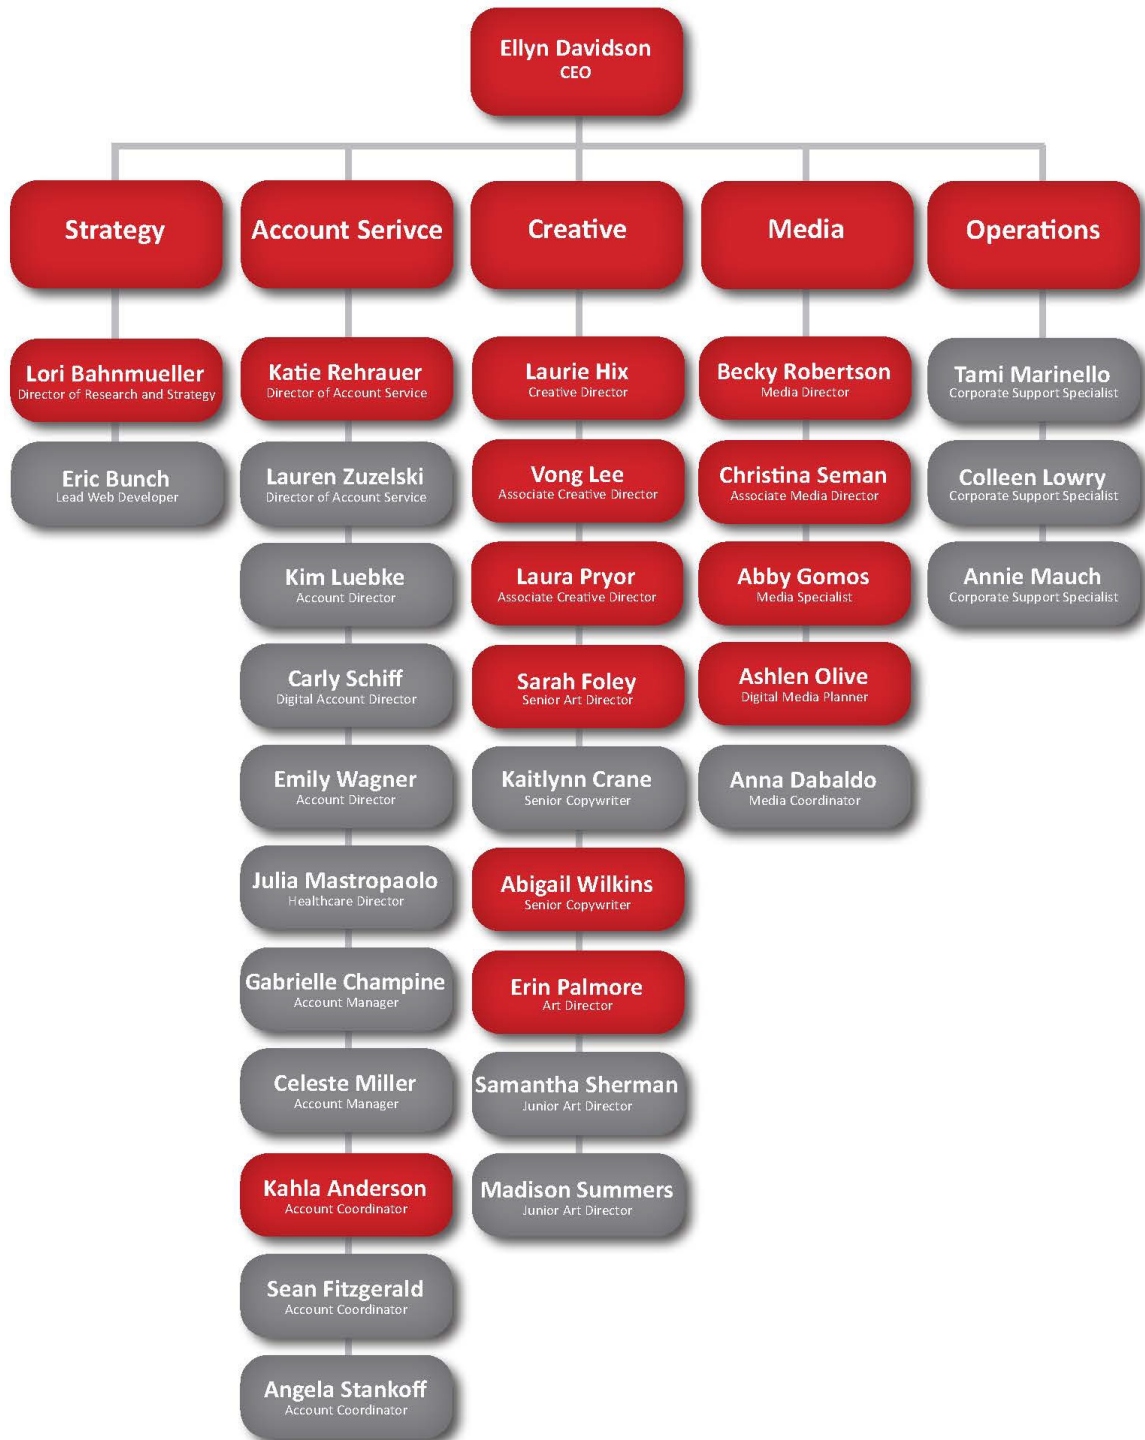 Ellyn Davidson
CEO
Strategy
Account Serivce
Creative
Media
Operations
Lori Bahnmueller
Director of Research and Strategy
Eric Bunch
Lead Web Developer
Katie Rehrauer
Director of Account Service
Lauren Zuzelski
Director of Account Service
Kim Luebke
Account Director
Carly Schiff
Digital Account Director
Emily Wagner
Account Director
Julia Mastropaolo
Healthcare Director
Gabrielle Champine
Account Manager
Celeste Miller
Account Manager
Kahla Anderson
Account Coordinator
Sean Fitzgerald
Account Coordinator
Angela Stankoff
Account Coordinator
Laurie Hix
Creative Director
Vong Lee
Associate Creative Director
Laura Pryor
Associate Creative Director
Sarah Foley
Senior Art Director
Kaitlynn Crane
Senior Copywriter
Abigail Wilkins
Senior Copywriter
Erin Palmore
Art Director
Samantha Sherman
Junior Art Director
Madison Summers
Junior Art Director
Becky Robertson
Media Director
Christina Seman
Associate Media Director
Abby Gomos
Media Specialist
Ashlen Olive
Digital Media Planner
Anna Dabaldo
Media Coordinator
Tami Marinello
Corporate Support Specialist
Colleen Lowry
Corporate Support Specialist
Annie Mauch
Corporate Support Specialist